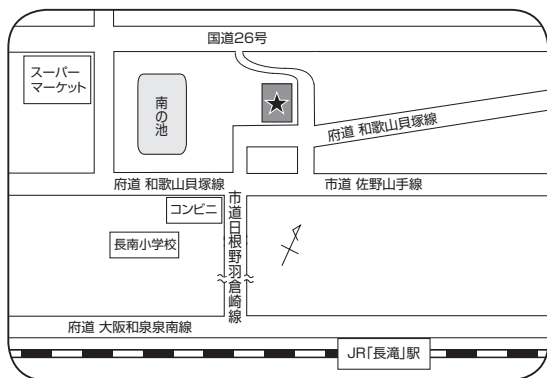 国道26号
スーパー
マーケット
南の池
府道 和歌山貝塚線
府道 和歌山貝塚線
市道 佐野山手線
コンビニ
市道日根野羽倉崎線
長南小学校
府道 大阪和泉泉南線
JR「長滝」駅